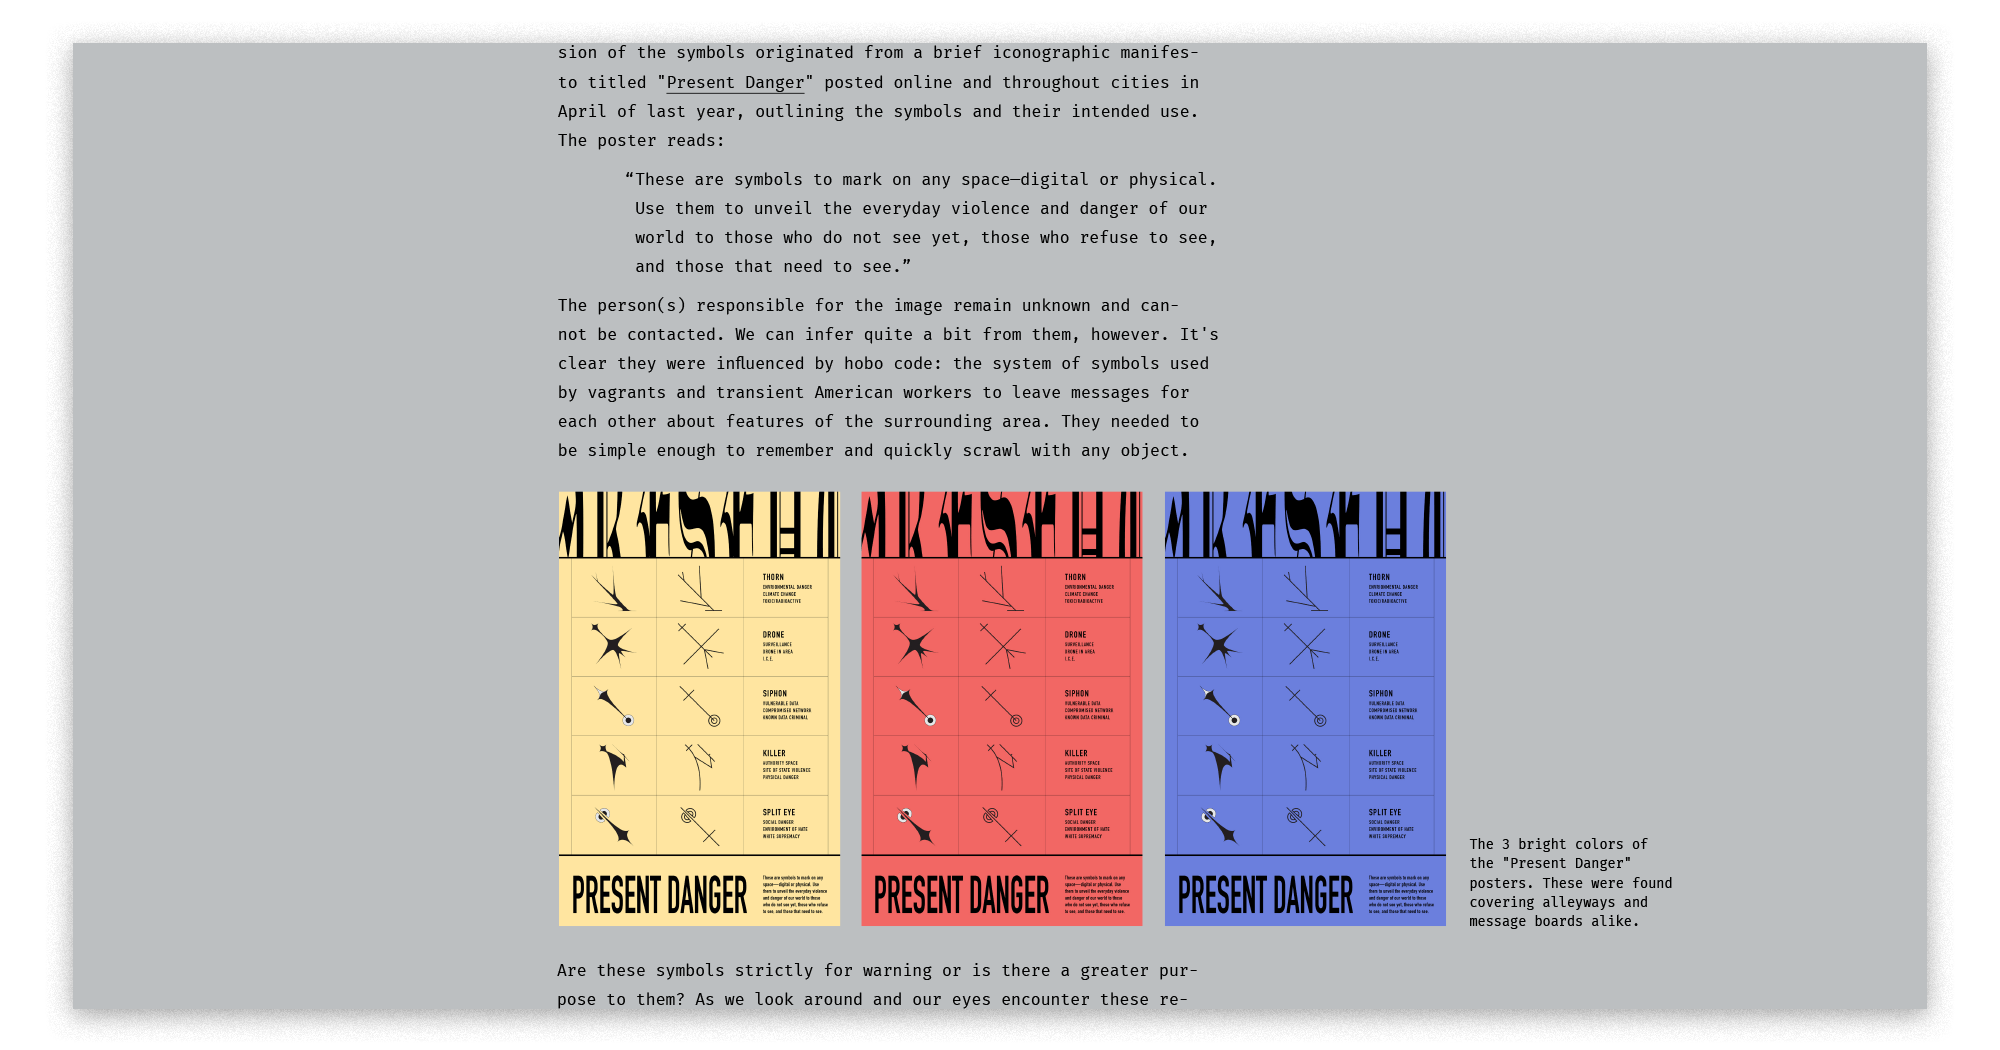 sion of the symbols originated from a brief iconographic manifes-
to titled "Present Danger" posted online and throughout cities in
April of last year, outlining the symbols and their intended use.
The poster reads:
“These are symbols to mark on any space—digital or physical.
Use them to unveil the everyday violence and danger of our
world to those who do not see yet, those who refuse to see,
and those that need to see.”
The person(s) responsible for the image remain unknown and can-
not be contacted. We can infer quite a bit from them, however. It's
clear they were influenced by hobo code: the system of symbols used
by vagrants and transient American workers to leave messages for
each other about features of the surrounding area. They needed to
be simple enough to remember and quickly scrawl with any object.
THORN
ENVIRONMENTAL DANGER
CLIMATE CHANGE
TOXIC/RADIOACTIVE
DRONE
SURVEILLANCE
DRONE IN AREA
SIPHON
VULNERABLE DATA
COMPROMISED NETWORK
KNOWN DATA CRIMINAL
KILLER
AUTHORITY SPACE
SITE OF STATE VIOLENCE
PHYSICAL DANGER
SPLIT EYE
SOCIAL DANGER
ENVIRONMENT OF HATE
WHITE SUPREMACY
PRESENT DANGER
These are symbols to mark on any
space—digital or physical. Use
them to unveil the everyday violence
and danger of our world to those
who do not see yet, those who refuse
to see, and those that need to see.
THORN
ENVIRONMENTAL DANGER
CLIMATE CHANGE
TOXIC/RADIOACTIVE
DRONE
SURVEILLANCE
DRONE IN AREA
SIPHON
VULNERABLE DATA
COMPROMISED NETWORK
KNOWN DATA CRIMINAL
KILLER
AUTHORITY SPACE
SITE OF STATE VIOLENCE
PHYSICAL DANGER
SPLIT EYE
SOCIAL DANGER
ENVIRONMENT OF HATE
WHITE SUPREMACY
PRESENT DANGER
These are symbols to mark on any
space—digital or physical. Use
them to unveil the everyday violence
and danger of our world to those
who do not see yet, those who refuse
to see, and those that need to see.
THORN
ENVIRONMENTAL DANGER
CLIMATE CHANGE
TOXIC/RADIOACTIVE
DRONE
SURVEILLANCE
DRONE IN AREA
SIPHON
VULNERABLE DATA
COMPROMISED NETWORK
KNOWN DATA CRIMINAL
KILLER
AUTHORITY SPACE
SITE OF STATE VIOLENCE
PHYSICAL DANGER
SPLIT EYE
SOCIAL DANGER
ENVIRONMENT OF HATE
WHITE SUPREMACY
PRESENT DANGER
These are symbols to mark on any
space—digital or physical. Use
them to unveil the everyday violence
and danger of our world to those
who do not see yet, those who refuse
to see, and those that need to see.
The 3 bright colors of
the "Present Danger"
posters. These were found
covering alleyways and
message boards alike.
Are these symbols strictly for warning or is there a greater pur-
pose to them? As we look around and our eyes encounter these re-